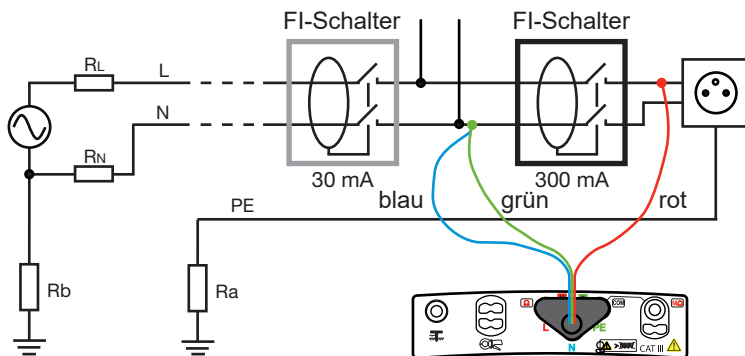 FI-Schalter
FI-Schalter
RL
L
N
RN
30 mA
300 mA
blau
grün
rot
PE
Rb
Ra
Ω
COM
MΩ
L
PE
N
CAT III